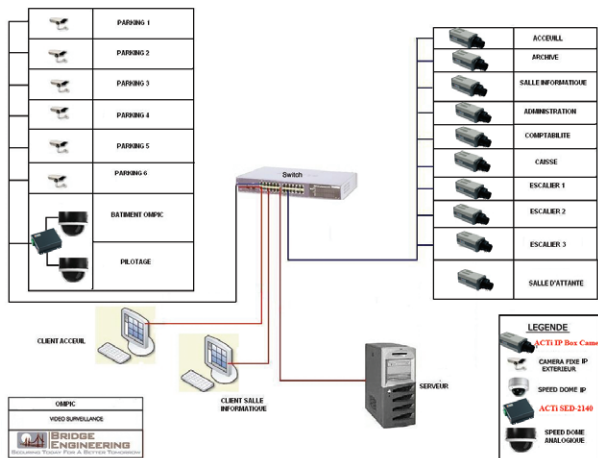 PARKING 1
PARKING 2
PARKING 3
PARKING 4
PARKING 5
PARKING 6
BATIMENT OMPIC
PILOTAGE
Switch
ACCEUILL
ARCHIVE
SALLE INFORMATIQUE
ADMINISTRATION
COMPTABILITE
CAISSE
ESCALIER 1
ESCALIER 2
ESCALIER 3
SALLE D'ATTANTE
CLIENT ACCEUIL
CLIENT SALLE
INFORMATIQUE
SERVEUR
LEGENDE
ACTi IP Box Came
CAMERA FIXE IP
EXTERIEUR
SPEED DOME IP
ACTi SED-2140
SPEED DOME
ANALOGIQUE
OMPIC
VIDEO SURVEILLANCE
BRIDGE
ENGINEERING
SECURING TODAY FOR A BETTER TOMORROW